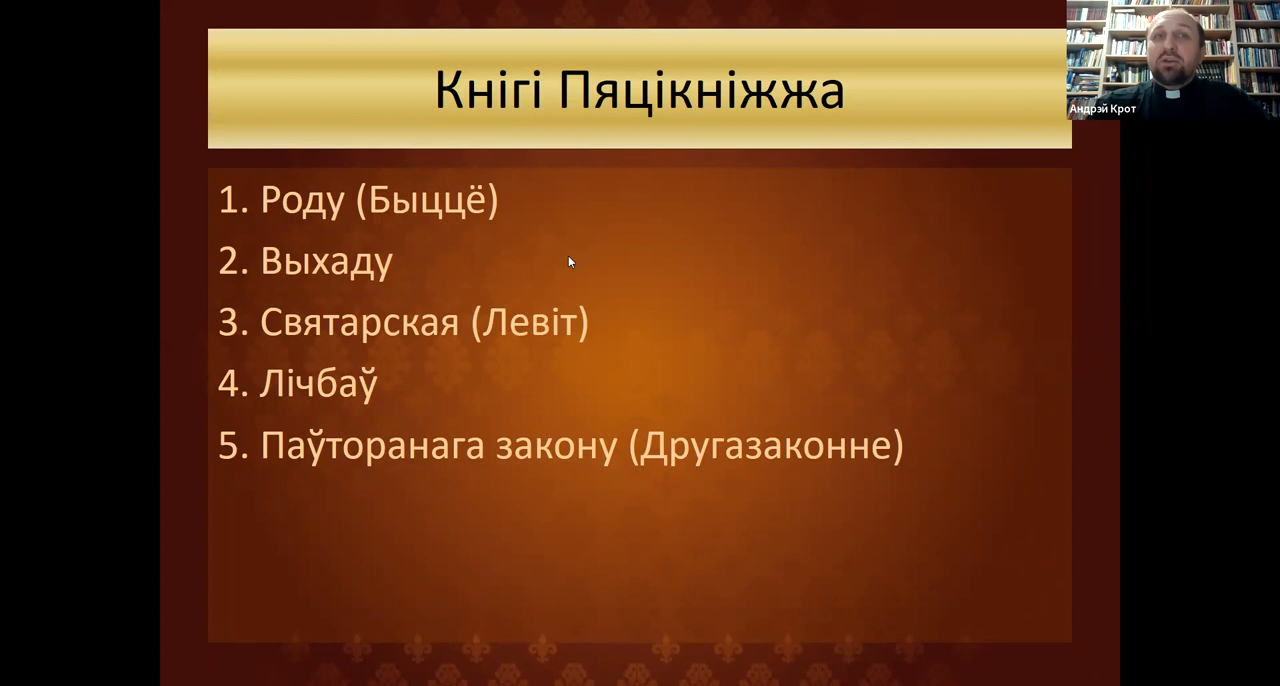 Кнігі Пяцікніжжа
Андрэй Крот
1. Роду (Быццё)
2. Выхаду
3. Святарская (Левіт)
4. Лічбаў
5. Паўторанага закону (Другазаконне)